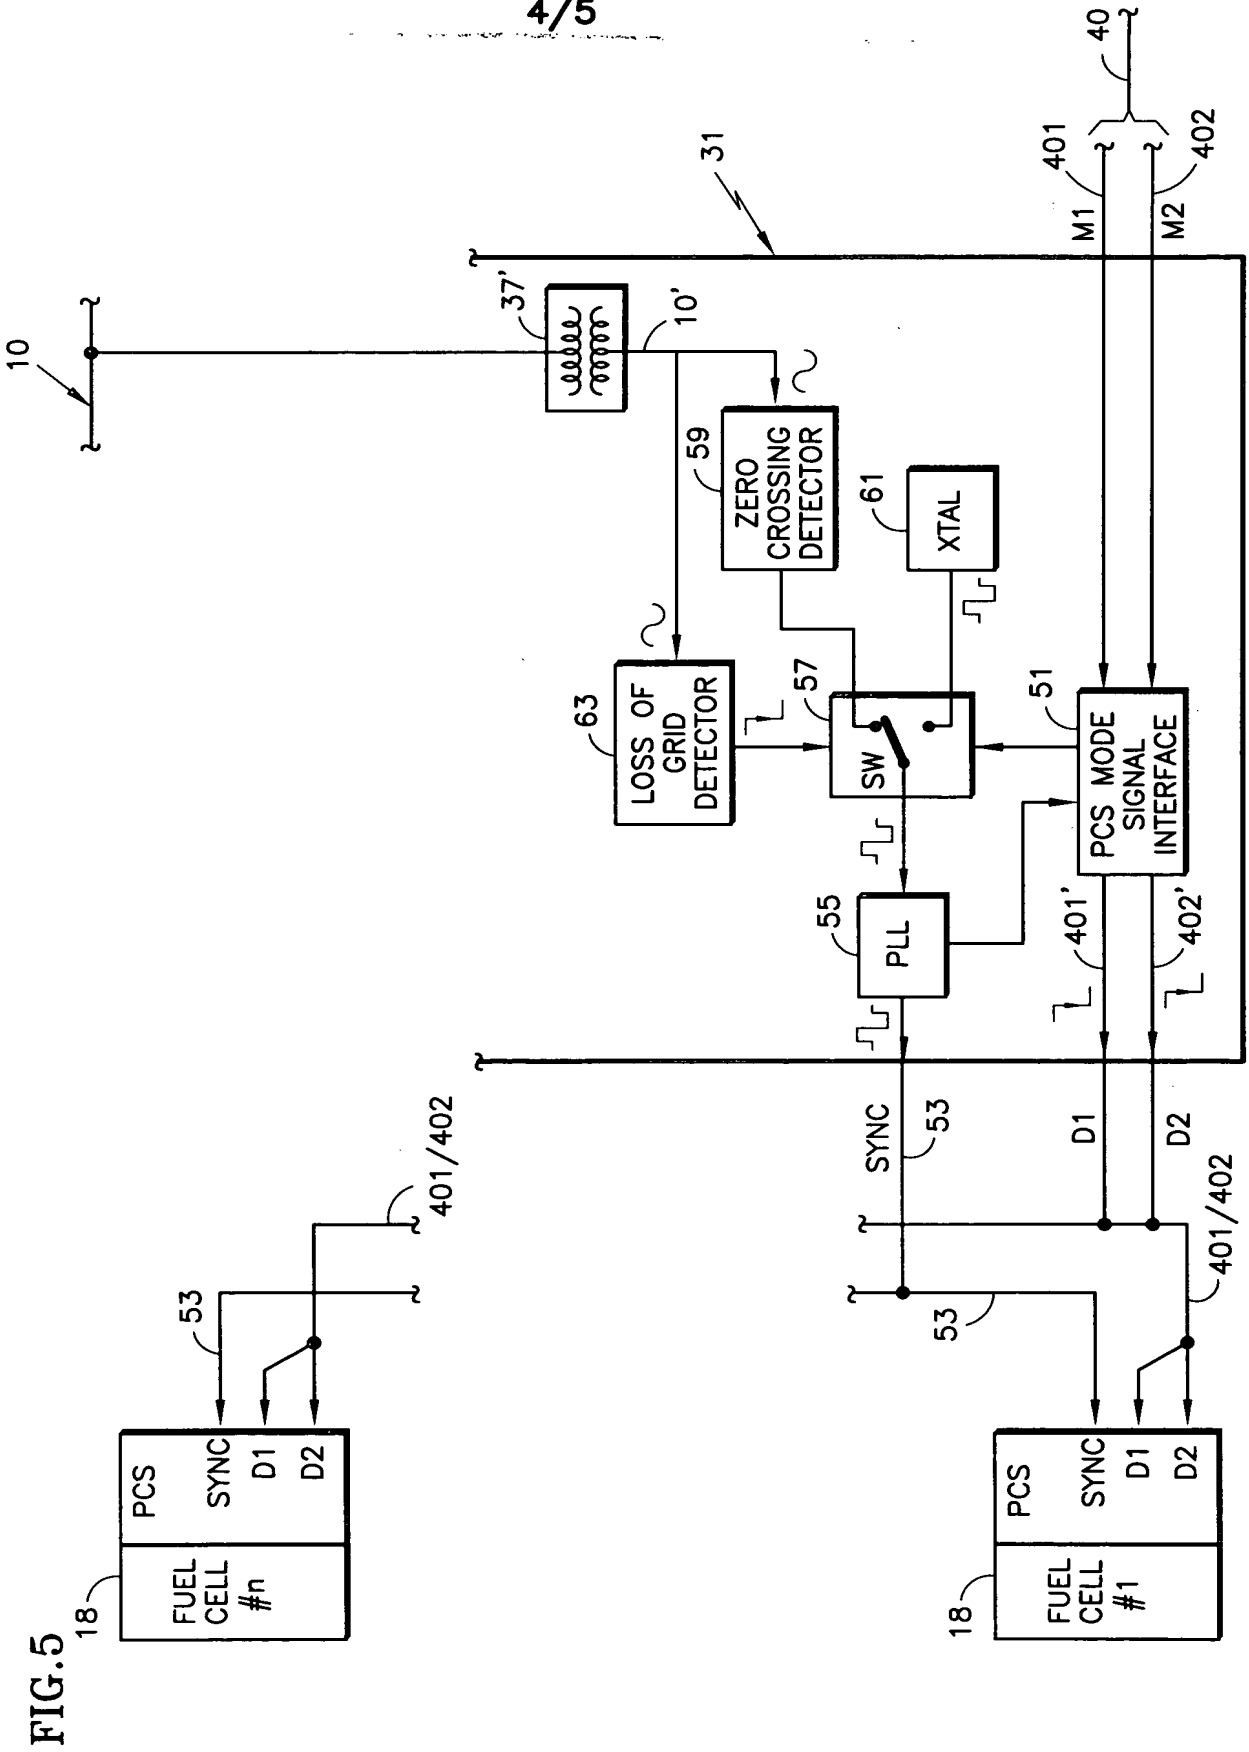 4/5
FIG.5
18
FUEL
CELL
#n
PCS
SYNC
D1
D2
53
401/402
10
37'
10'
31
63
LOSS OF
GRID
DETECTOR
59
ZERO
CROSSING
DETECTOR
61
XTAL
57
SW
55
PLL
51
PCS MODE
SIGNAL
INTERFACE
M1
M2
401
402
40
401'
402'
SYNC
53
D1
D2
53
401/402
18
FUEL
CELL
#1
PCS
SYNC
D1
D2